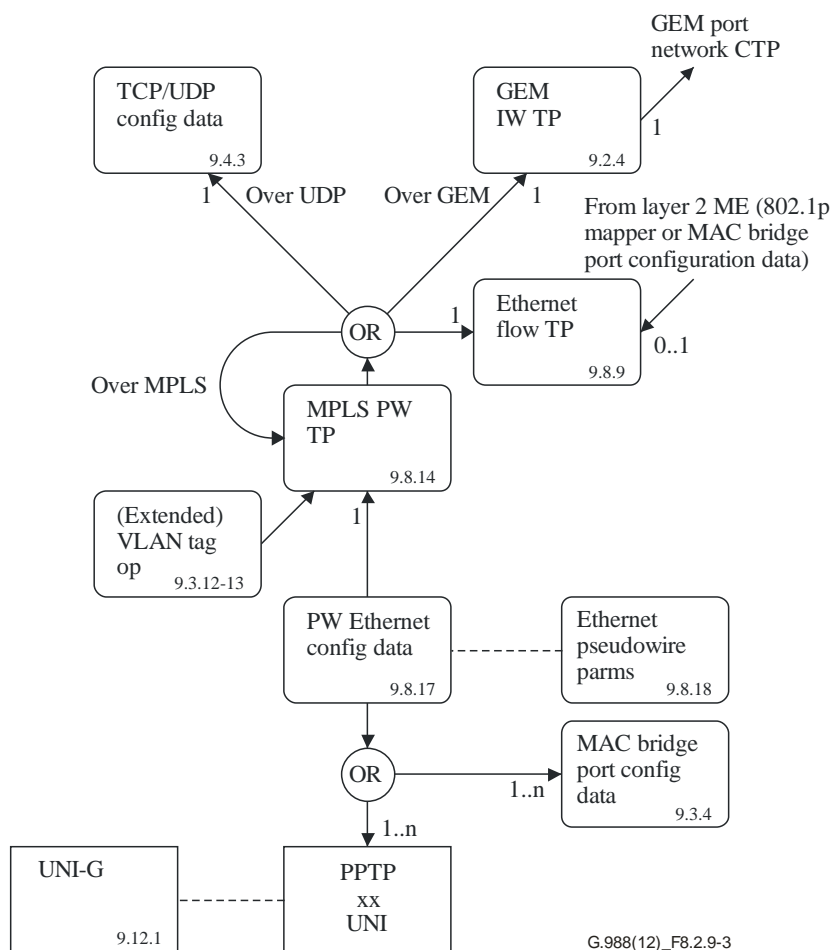 GEM port
network CTP
TCP/UDP
config data
9.4.3
GEM
IW TP
9.2.4
1
1
Over UDP
Over GEM
1
From layer 2 ME (802.1p
mapper or MAC bridge
port configuration data)
Ethernet
flow TP
9.8.9
OR
1
0..1
Over MPLS
MPLS PW
TP
9.8.14
(Extended)
VLAN tag
op
9.3.12-13
1
PW Ethernet
config data
9.8.17
Ethernet
pseudowire
parms
9.8.18
OR
MAC bridge
port config
data
9.3.4
1..n
1..n
UNI-G
9.12.1
PPTP
xx
UNI
G.988(12)_F8.2.9-3